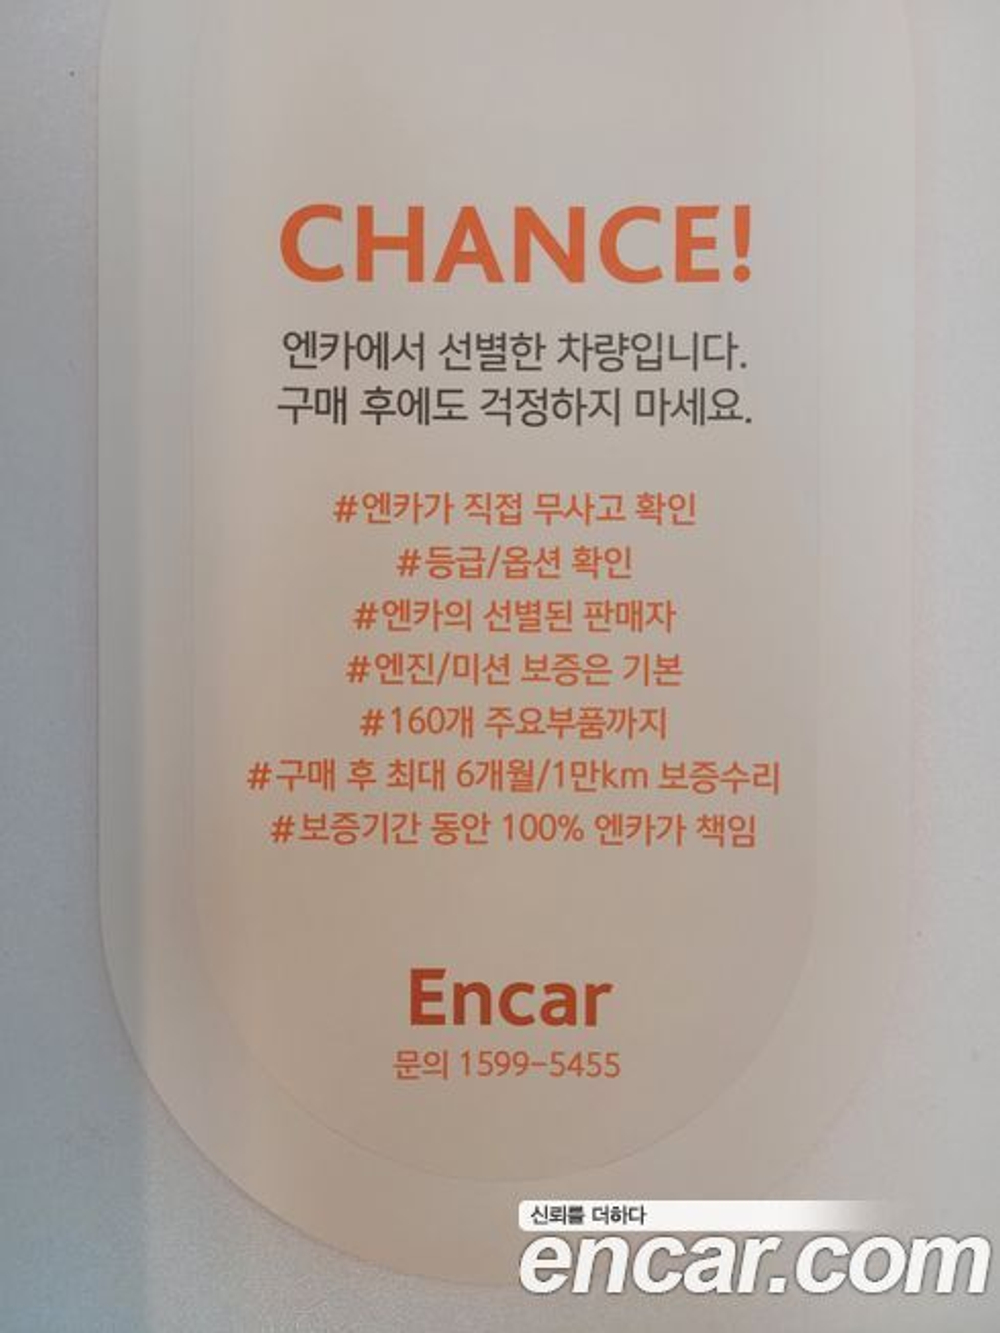 CHANCE!
엔카에서 선별한 차량입니다.
구매 후에도 걱정하지 마세요.
#엔카가 직접 무사고 확인
#등급/옵션 확인
#엔카의 선별된 판매자
#엔진/미션 보증은 기본
#160개 주요부품까지
#구매 후 최대 6개월/1만km 보증수리
#보증기간 동안 100% 엔카가 책임
Encar
문의 1599-5455
신뢰를 더하다
encar.com